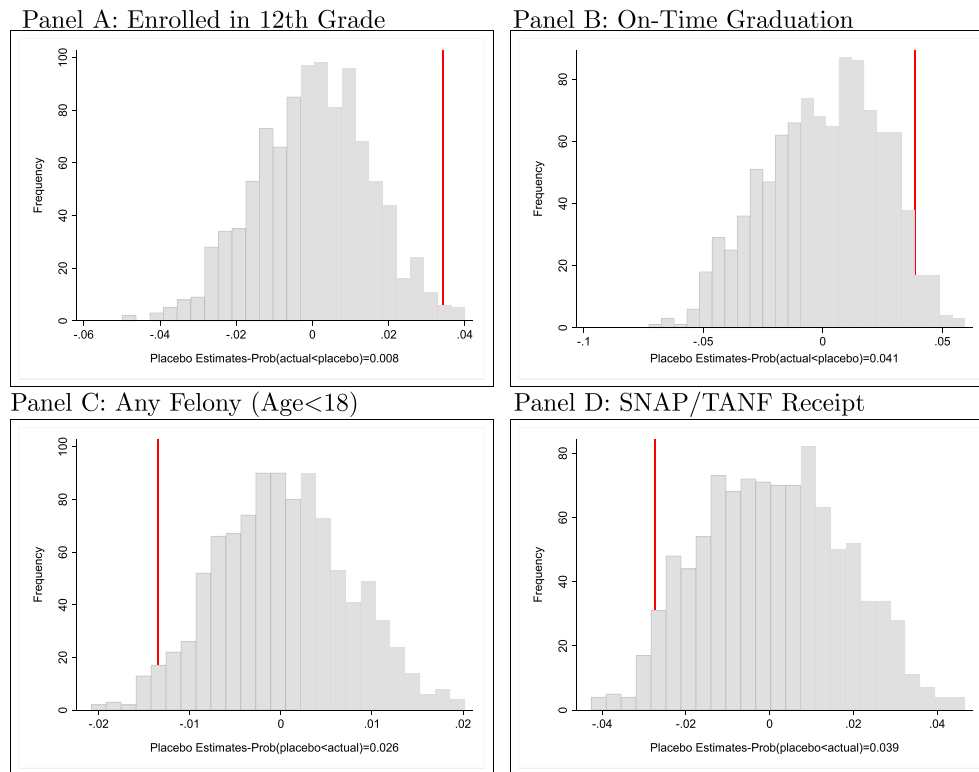 Panel A: Enrolled in 12th Grade
100
80
60
40
20
0
Frequency
-.06 -.04 -.02 0 .02 .04
Placebo Estimates-Prob(actual<placebo)=0.008
Panel B: On-Time Graduation
80
60
40
20
0
Frequency
-.1 -.05 0 .05
Placebo Estimates-Prob(actual<placebo)=0.041
Panel C: Any Felony (Age<18)
100
80
60
40
20
0
Frequency
-.02 -.01 0 .01 .02
Placebo Estimates-Prob(placebo<actual)=0.026
Panel D: SNAP/TANF Receipt
80
60
40
20
0
Frequency
-.04 -.02 0 .02 .04
Placebo Estimates-Prob(placebo<actual)=0.039